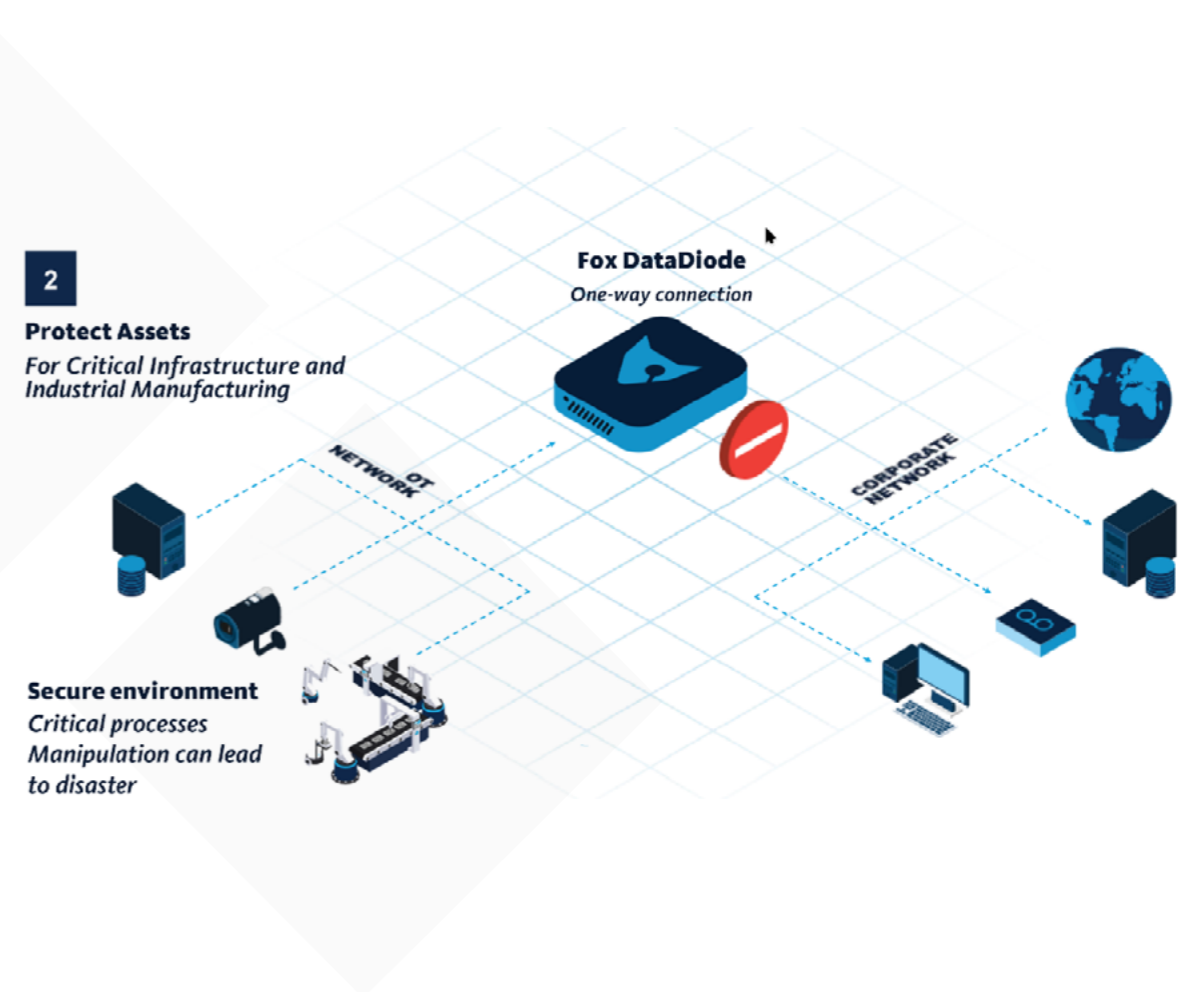 2
Protect Assets
For Critical Infrastructure and
Industrial Manufacturing
Fox DataDiode
One-way connection
OT
NETWORK
CORPORATE
NETWORK
Secure environment
Critical processes
Manipulation can lead
to disaster